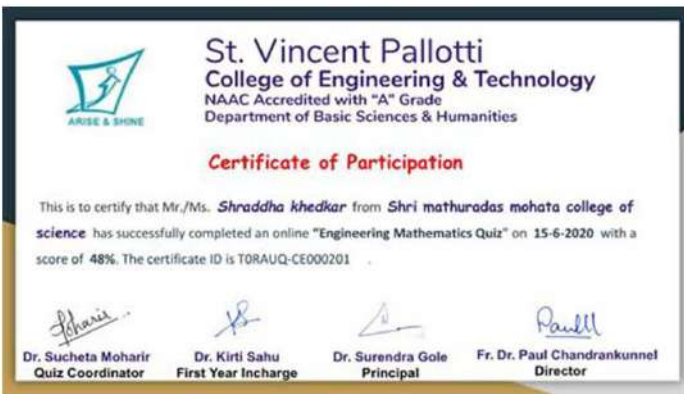 St. Vincent Pallotti
College of Engineering & Technology
NAAC Accredited with "A" Grade
Department of Basic Sciences & Humanities
ARISE & SHINE
Certificate of Participation
This is to certify that Mr./Ms. Shraddha khedkar from Shri mathuradas mohata college of
science has successfully completed an online "Engineering Mathematics Quiz" on 15-6-2020 with a
score of 48%. The certificate ID is T0RAUQ-CE000201
Dr. Sucheta Moharir
Quiz Coordinator
Dr. Kirti Sahu
First Year Incharge
Dr. Surendra Gole
Principal
Fr. Dr. Paul Chandrankunnel
Director